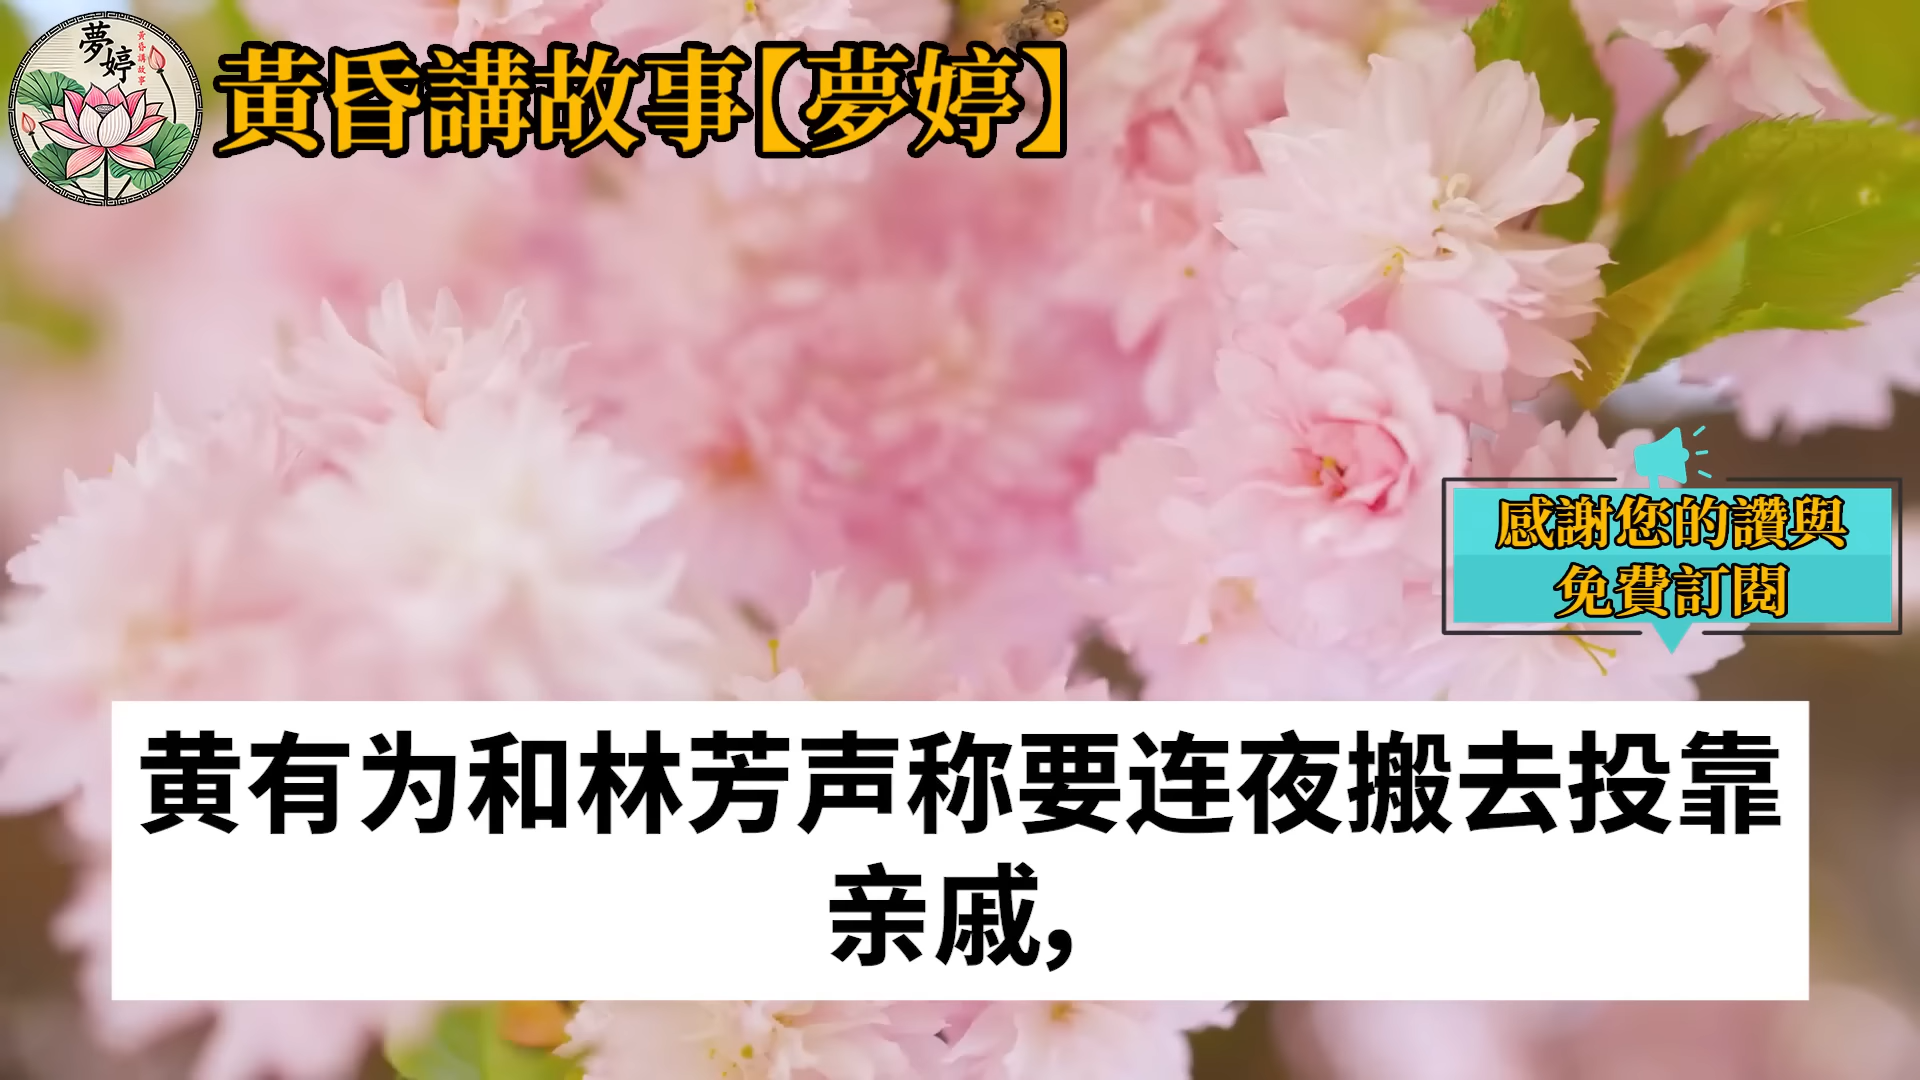 夢婷
黃昏講故事
黃昏講故事【夢婷】
感謝您的讚與
免費訂閱
黄有为和林芳声称要连夜搬去投靠
亲戚,